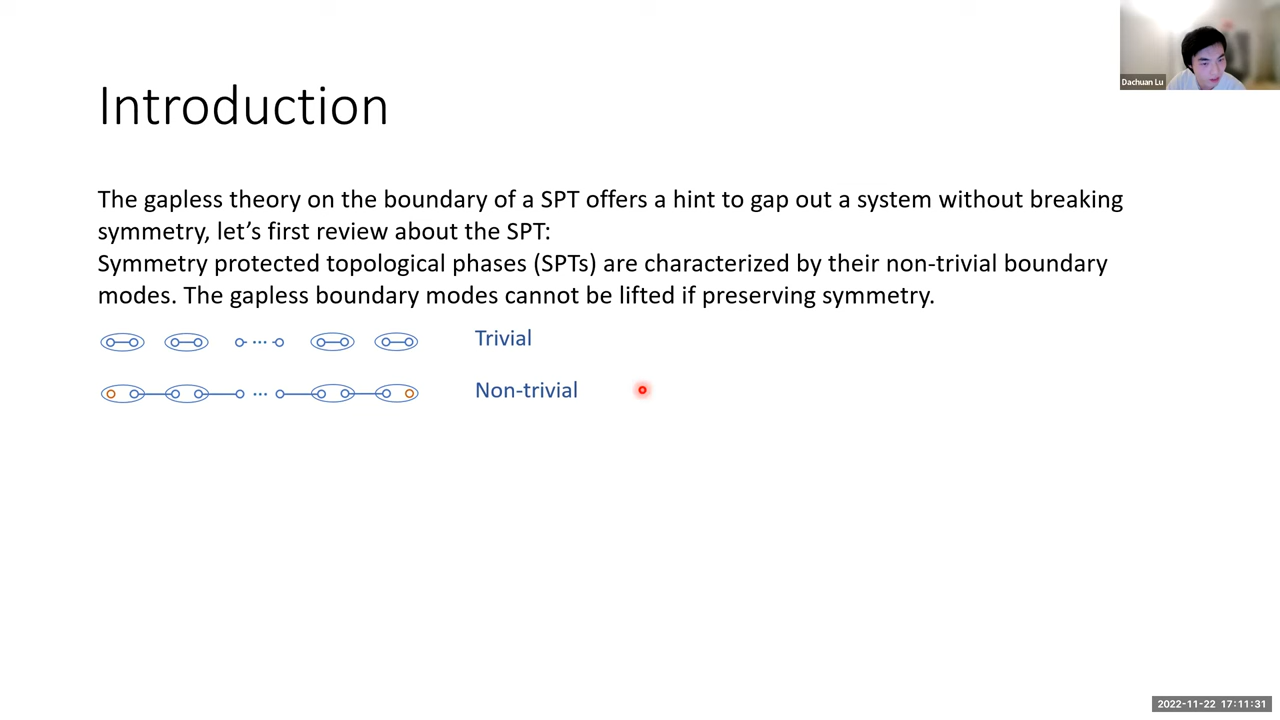 Dachuan Lu
Introduction
The gapless theory on the boundary of a SPT offers a hint to gap out a system without breaking
symmetry, let’s first review about the SPT:
Symmetry protected topological phases (SPTs) are characterized by their non-trivial boundary
modes. The gapless boundary modes cannot be lifted if preserving symmetry.
Trivial
Non-trivial
2022-11-22 17:11:31